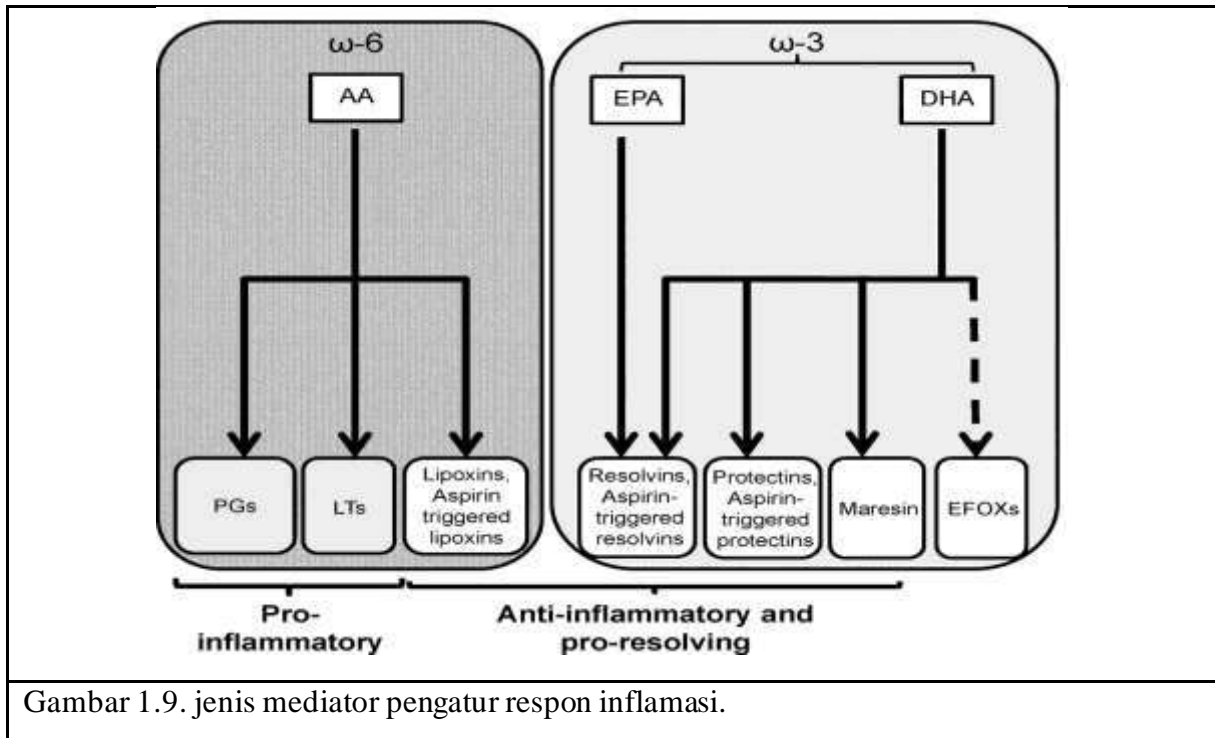 ω-6
ω-3
AA
EPA
DHA
PGs
LTs
Lipoxins,
Aspirin
triggered
lipoxins
Resolvins,
Aspirin-
triggered
resolvins
Protectins,
Aspirin-
triggered
protectins
Maresin
EFOXs
Pro-
inflammatory
Anti-inflammatory and
pro-resolving
Gambar 1.9. jenis mediator pengatur respon inflamasi.